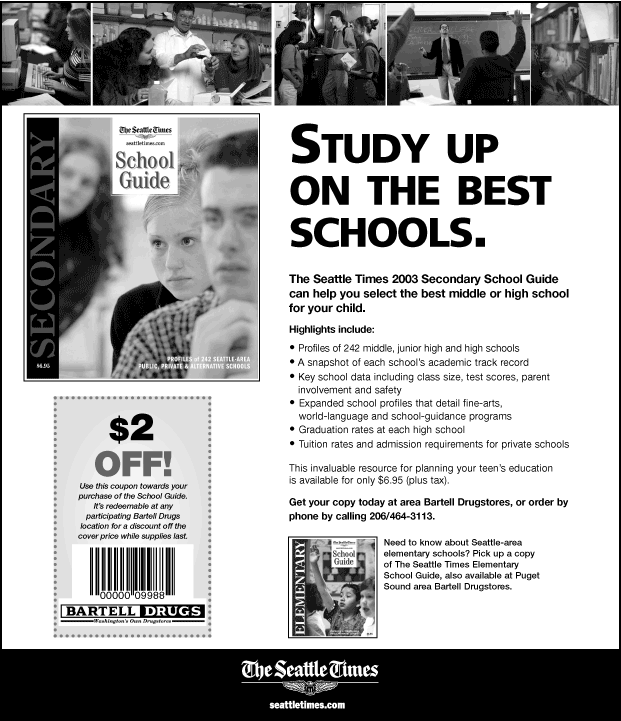 SECONDARY
$6.95
The Seattle Times
seattletimes.com
School
Guide
PROFILES of 242 SEATTLE-AREA
PUBLIC, PRIVATE & ALTERNATIVE SCHOOLS
STUDY UP
ON THE BEST
SCHOOLS.
The Seattle Times 2003 Secondary School Guide
can help you select the best middle or high school
for your child.
Highlights include:
• Profiles of 242 middle, junior high and high schools
• A snapshot of each school's academic track record
• Key school data including class size, test scores, parent
involvement and safety
• Expanded school profiles that detail fine-arts,
world-language and school-guidance programs
• Graduation rates at each high school
• Tuition rates and admission requirements for private schools
This invaluable resource for planning your teen's education
is available for only $6.95 (plus tax).
Get your copy today at area Bartell Drugstores, or order by
phone by calling 206/464-3113.
$2
OFF!
Use this coupon towards your
purchase of the School Guide.
It's redeemable at any
participating Bartell Drugs
location for a discount off the
cover price while supplies last.
00000 09988
BARTELL DRUGS
Washington's Own Drugstores
ELEMENTARY
The Seattle Times
School
Guide
Need to know about Seattle-area
elementary schools? Pick up a copy
of The Seattle Times Elementary
School Guide, also available at Puget
Sound area Bartell Drugstores.
The Seattle Times
seattletimes.com